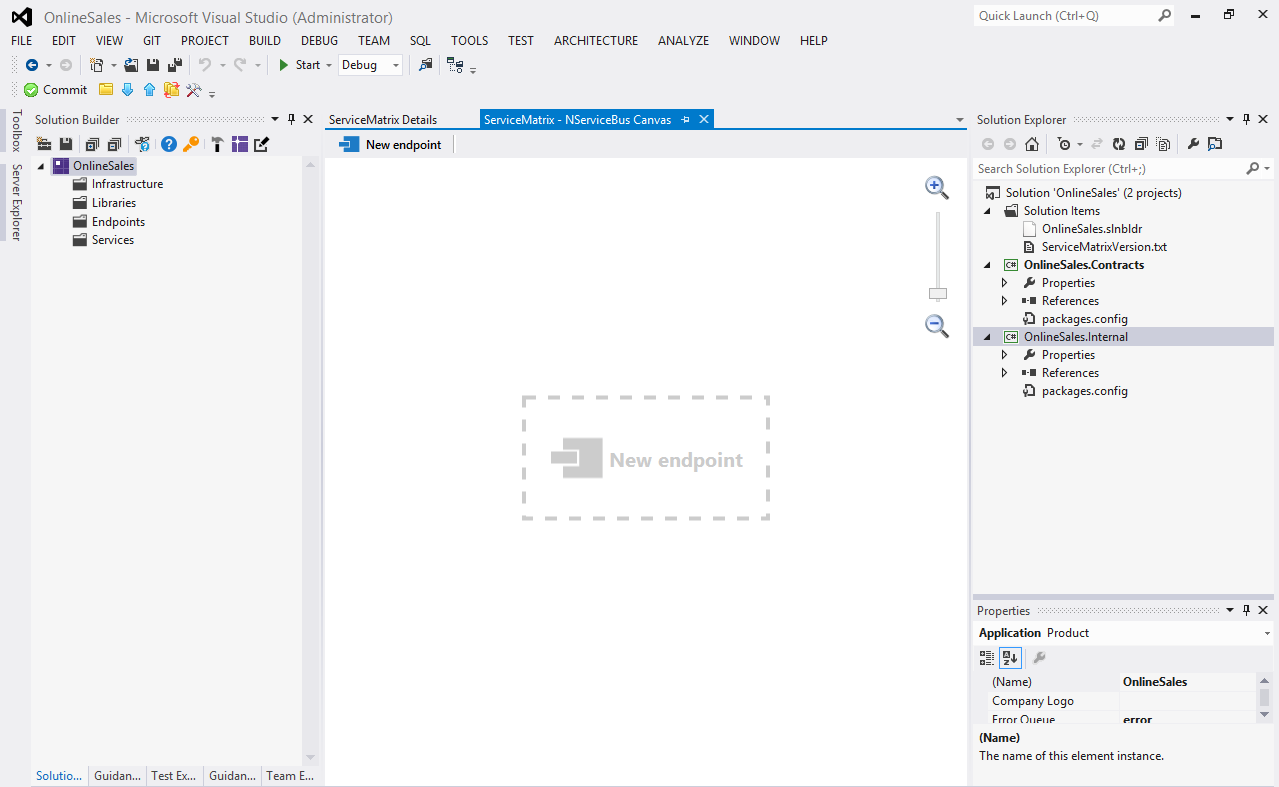 OnlineSales - Microsoft Visual Studio (Administrator)
Quick Launch (Ctrl+Q)
FILE EDIT VIEW GIT PROJECT BUILD DEBUG TEAM SQL TOOLS TEST ARCHITECTURE ANALYZE WINDOW HELP
Start Debug
Commit
Toolbox
Server Explorer
Solution Builder
OnlineSales
Infrastructure
Libraries
Endpoints
Services
Solutio... Guidan... Test Ex... Guidan... Team E...
ServiceMatrix Details ServiceMatrix - NServiceBus Canvas
New endpoint
New endpoint
Solution Explorer
Search Solution Explorer (Ctrl+;)
Solution 'OnlineSales' (2 projects)
Solution Items
OnlineSales.slnbldr
ServiceMatrixVersion.txt
C# OnlineSales.Contracts
Properties
References
packages.config
C# OnlineSales.Internal
Properties
References
packages.config
Properties
Application Product
(Name) OnlineSales
Company Logo
Error Queue error
(Name)
The name of this element instance.